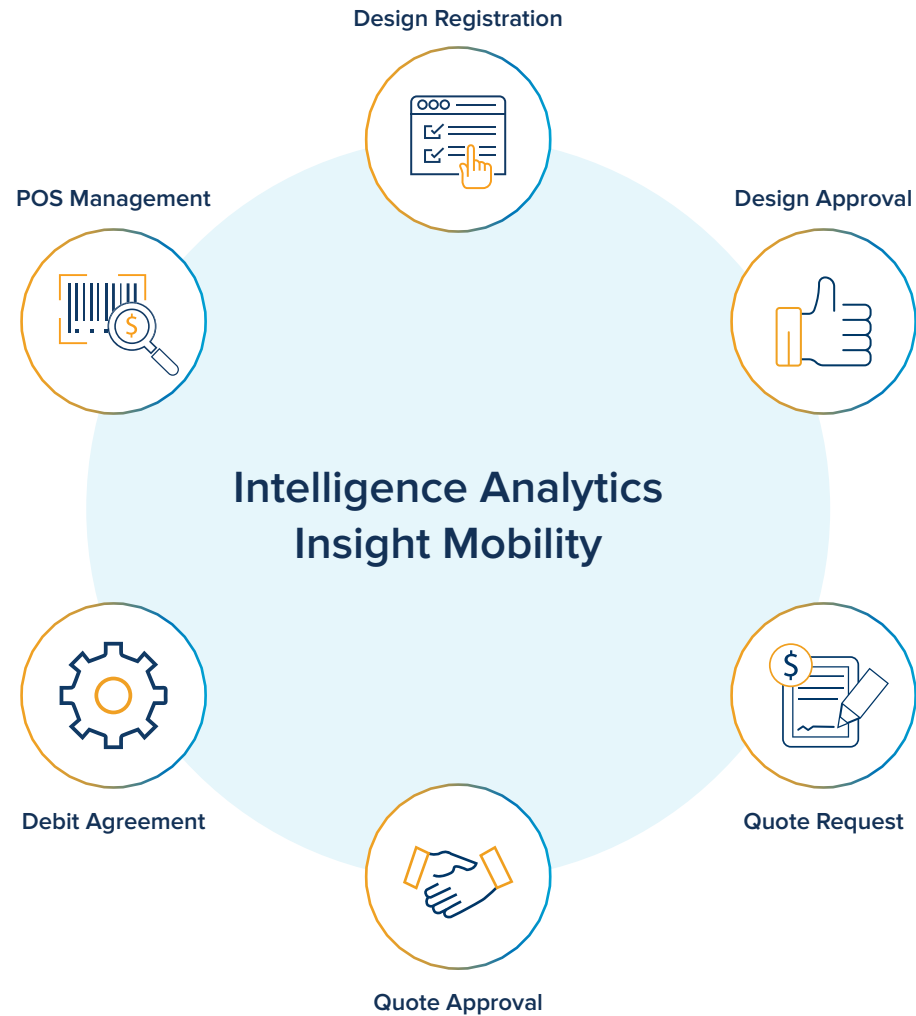 Design Registration
POS Management
Design Approval
$
Intelligence Analytics
Insight Mobility
$
Debit Agreement
Quote Request
Quote Approval